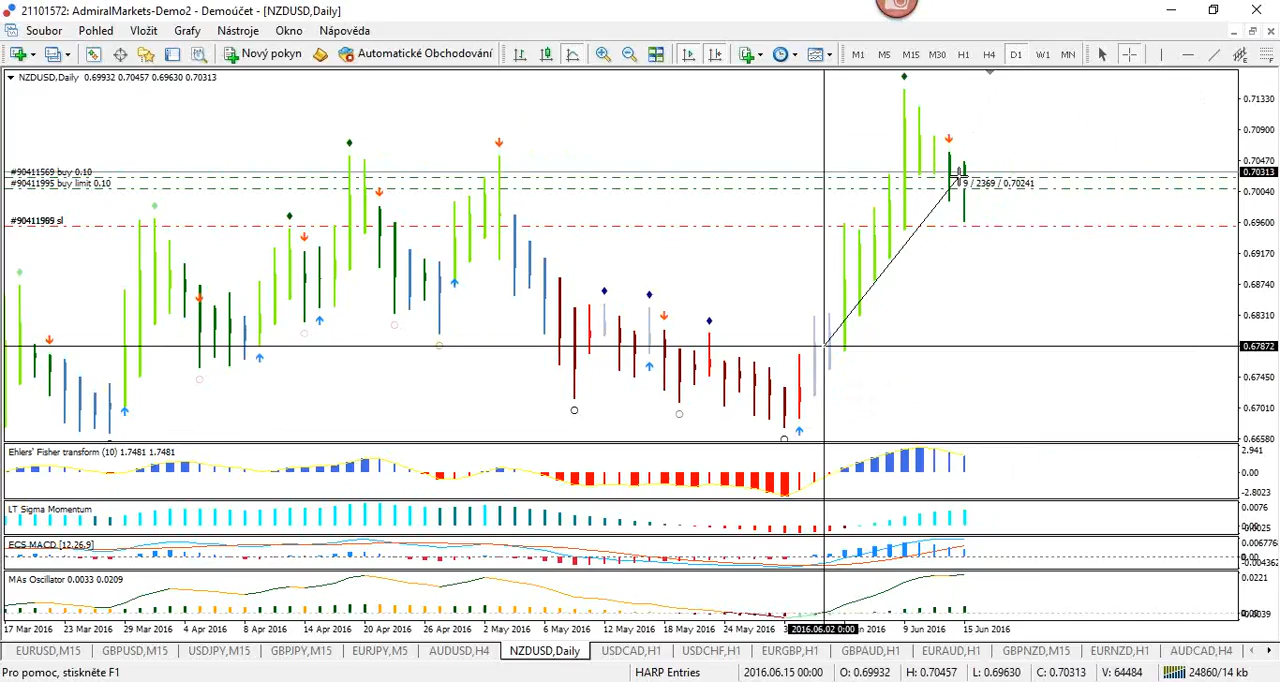 21101572: AdmiralMarkets-Demo2 - Demoúčet - [NZDUSD,Daily]
Soubor Pohled Vložit Grafy Nástroje Okno Nápověda
Nový pokyn Automatické Obchodování M1 M5 M15 M30 H1 H4 D1 W1 MN
NZDUSD,Daily 0.69932 0.70457 0.69630 0.70313
0.71330
0.70900
0.70470
#90411569 buy 0.10 0.70313
#90411995 buy limit 0.10 9 / 2369 / 0.70241
0.70040
0.69600
0.69170
0.68740
0.68310
0.67872
0.67450
0.67010
0.66580
Ehlers' Fisher transform (10) 1.7481 1.7481 2.941
0.00
-2.8023
LT Sigma Momentum 0.0076
ECS MACD [12,26,9]
MAs Oscillator 0.0033 0.0209 0.0221
17 Mar 2016 23 Mar 2016 29 Mar 2016 4 Apr 2016 8 Apr 2016 14 Apr 2016 20 Apr 2016 26 Apr 2016 2 May 2016 6 May 2016 12 May 2016 18 May 2016 24 May 2016 2016.06.02 0:00 2016 9 Jun 2016 15 Jun 2016
EURUSD,M15 GBPUSD,M15 USDJPY,M15 GBPJPY,M15 EURJPY,M5 AUDUSD,H4 NZDUSD,Daily USDCAD,H1 USDCHF,H1 EURGBP,H1 GBPAUD,H1 EURAUD,H1 GBPNZD,M15 EURNZD,H1 AUDCAD,H4
Pro pomoc, stiskněte F1 HARP Entries 2016.06.15 00:00 O: 0.69932 H: 0.70457 L: 0.69630 C: 0.70313 V: 64484 24860/14 kb